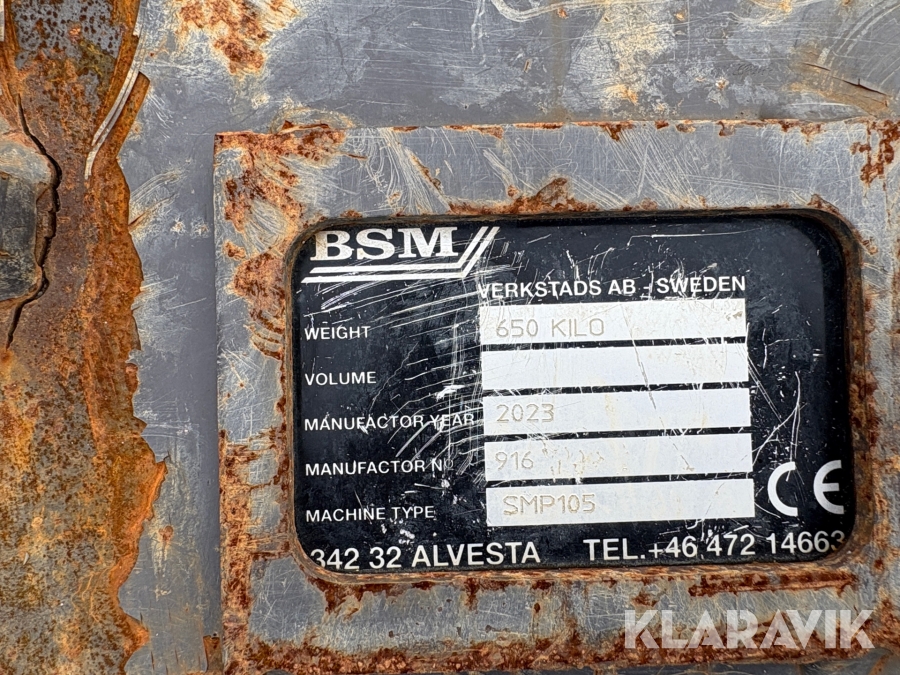 BSM
VERKSTADS AB - SWEDEN
WEIGHT 650 KILO
VOLUME
MANUFACTOR YEAR 2023
MANUFACTOR N 916
MACHINE TYPE SMP105
CE
342 32 ALVESTA TEL.+46 472 14663
KLARAVIK